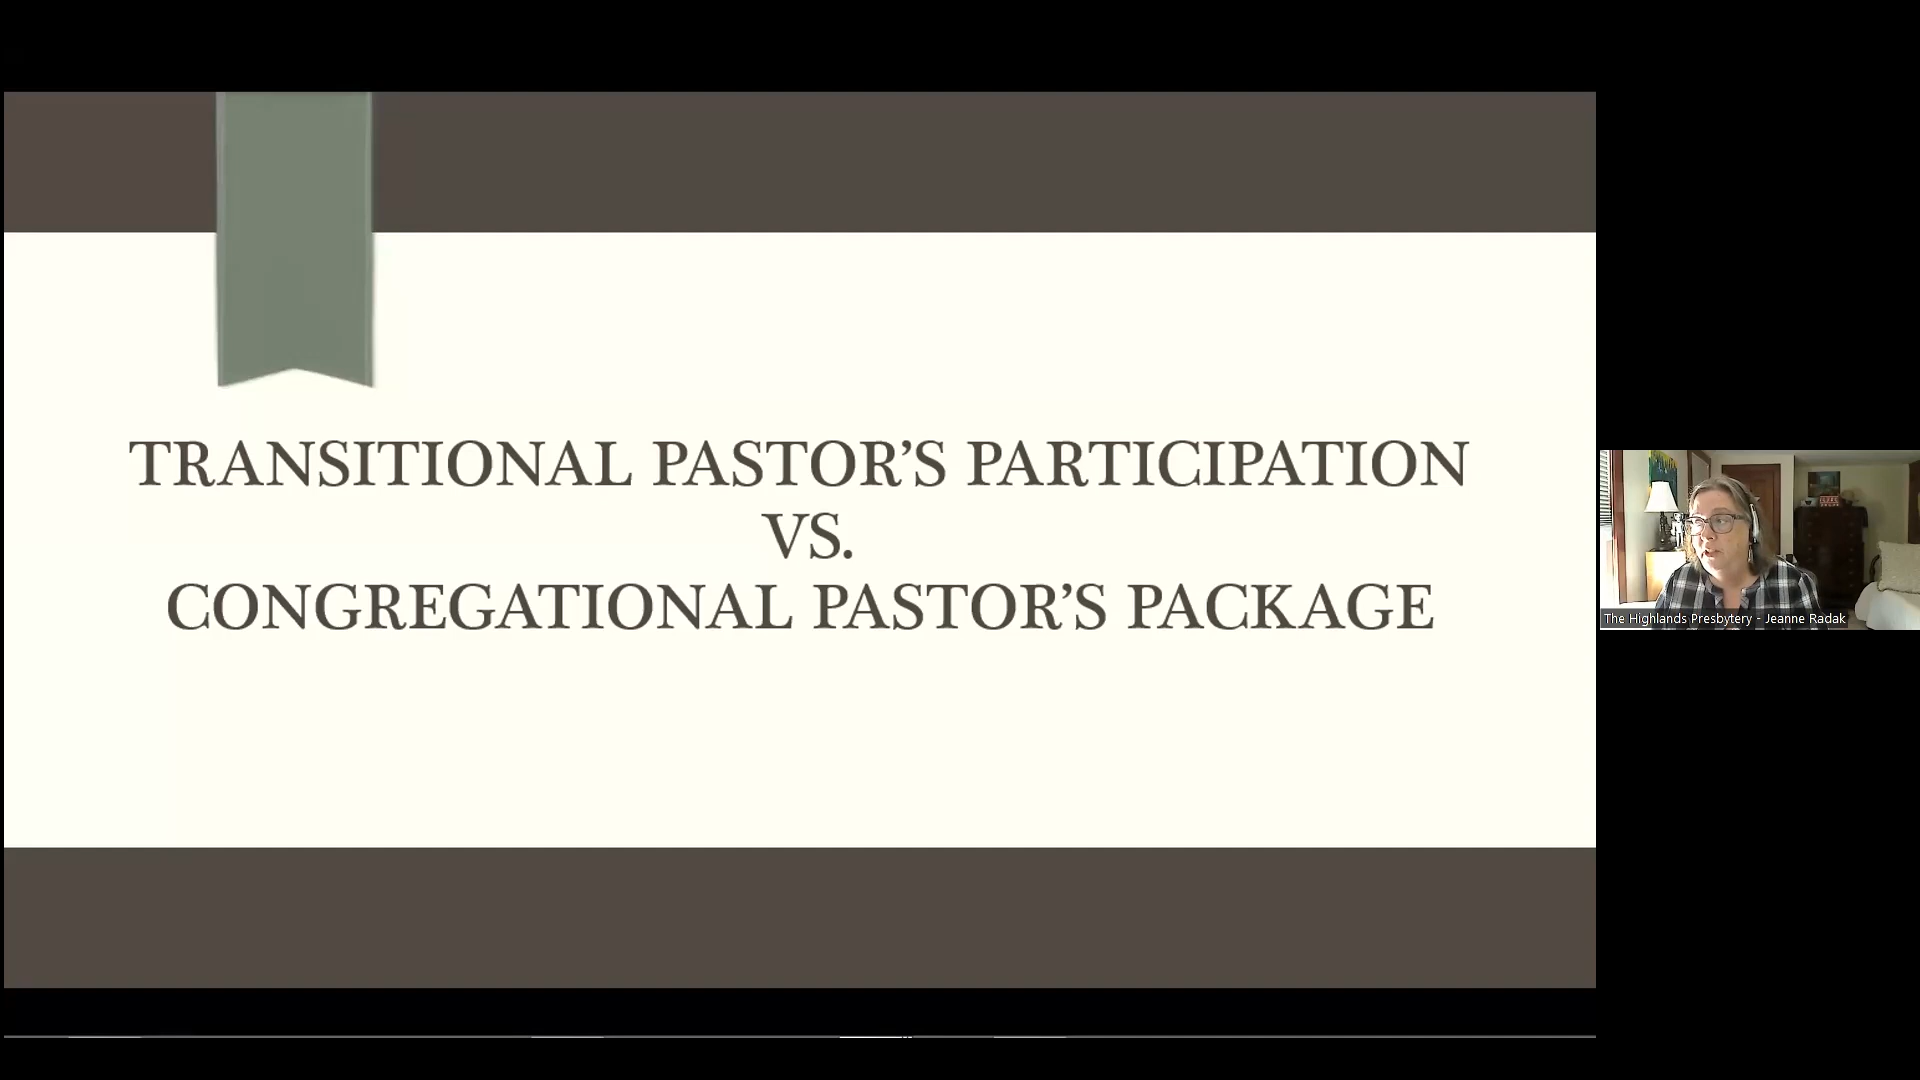 TRANSITIONAL PASTOR’S PARTICIPATION
VS.
CONGREGATIONAL PASTOR’S PACKAGE
The Highlands Presbytery - Jeanne Radak